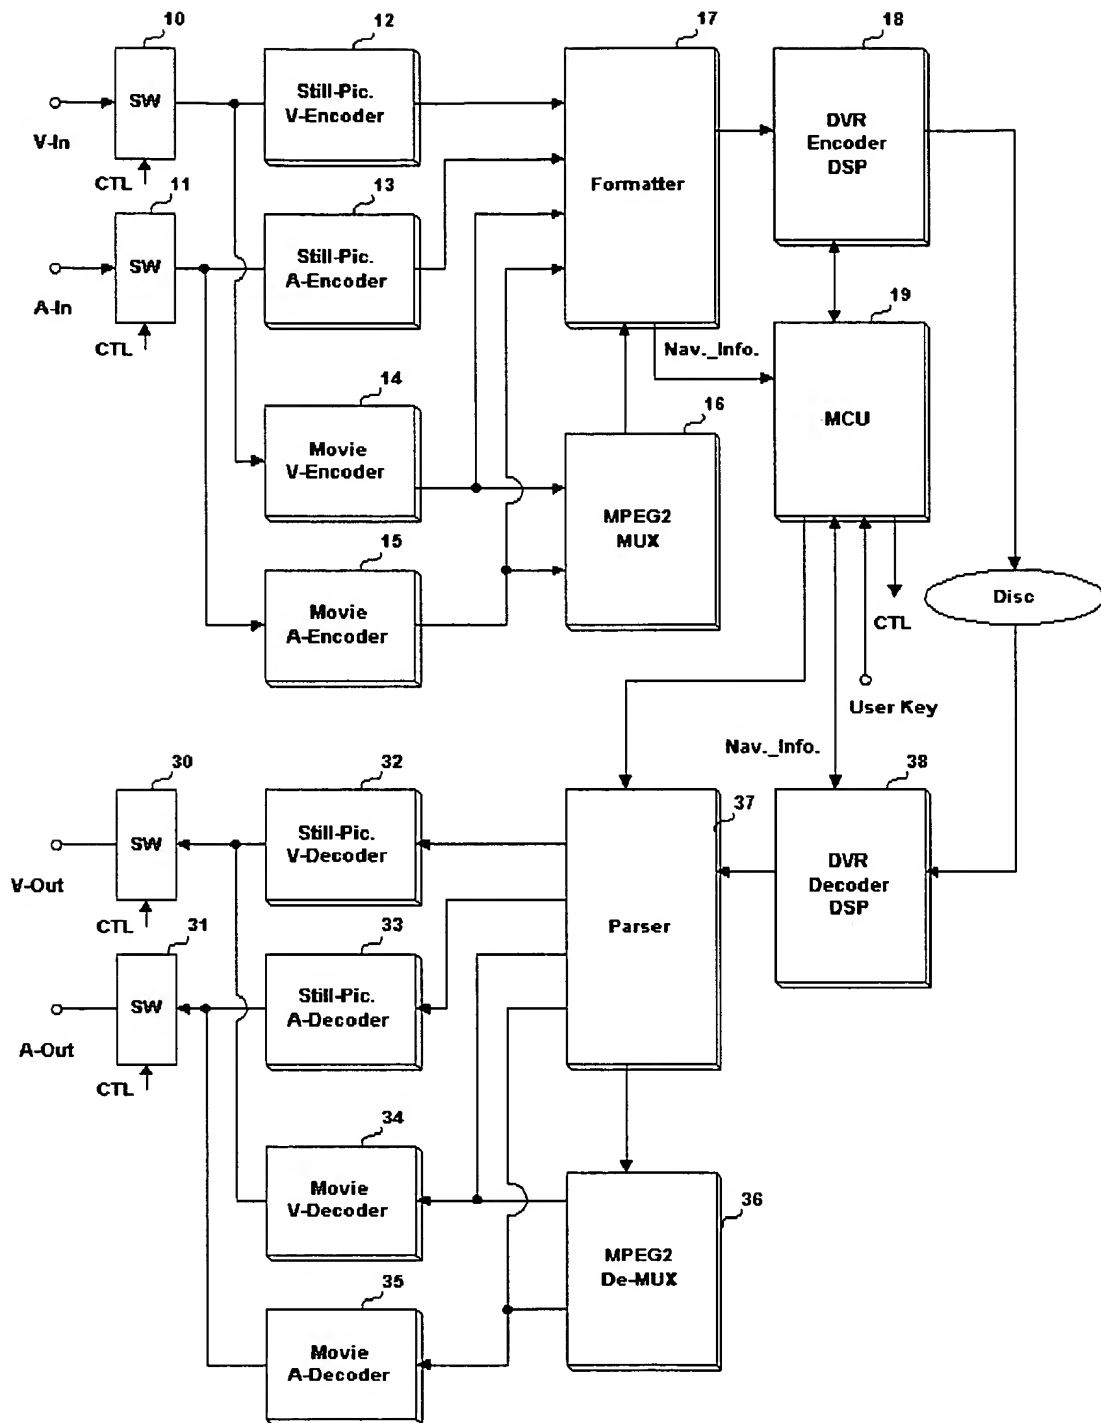 10
12
17
18
SW
Still-Pic.
V-Encoder
V-In
CTL
11
13
Formatter
DVR
Encoder
DSP
SW
Still-Pic.
A-Encoder
A-In
CTL
Nav._Info.
19
14
16
MCU
Movie
V-Encoder
MPEG2
MUX
15
Movie
A-Encoder
Disc
CTL
User Key
Nav._Info.
30
32
37
38
SW
Still-Pic.
V-Decoder
V-Out
CTL
31
33
Parser
DVR
Decoder
DSP
SW
Still-Pic.
A-Decoder
A-Out
CTL
34
Movie
V-Decoder
36
MPEG2
De-MUX
35
Movie
A-Decoder